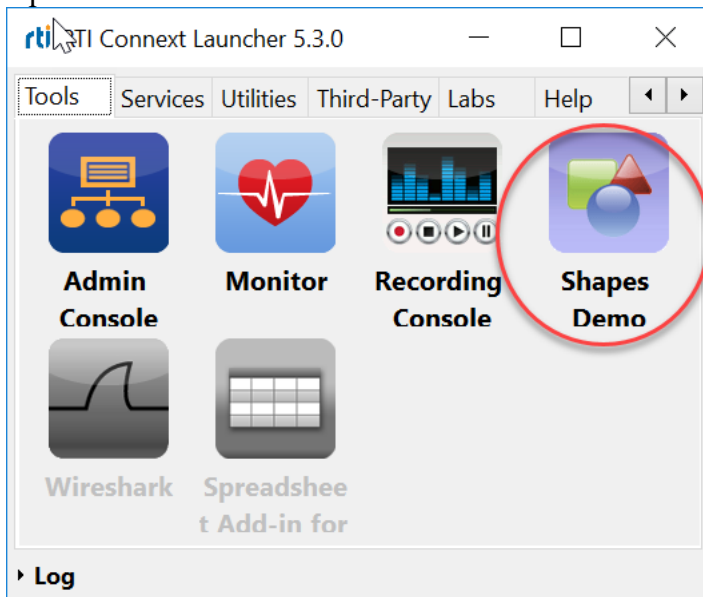 rti RTI Connext Launcher 5.3.0
Tools Services Utilities Third-Party Labs Help
Admin Console
Monitor
Recording Console
Shapes Demo
Wireshark
Spreadshee
t Add-in for
Log